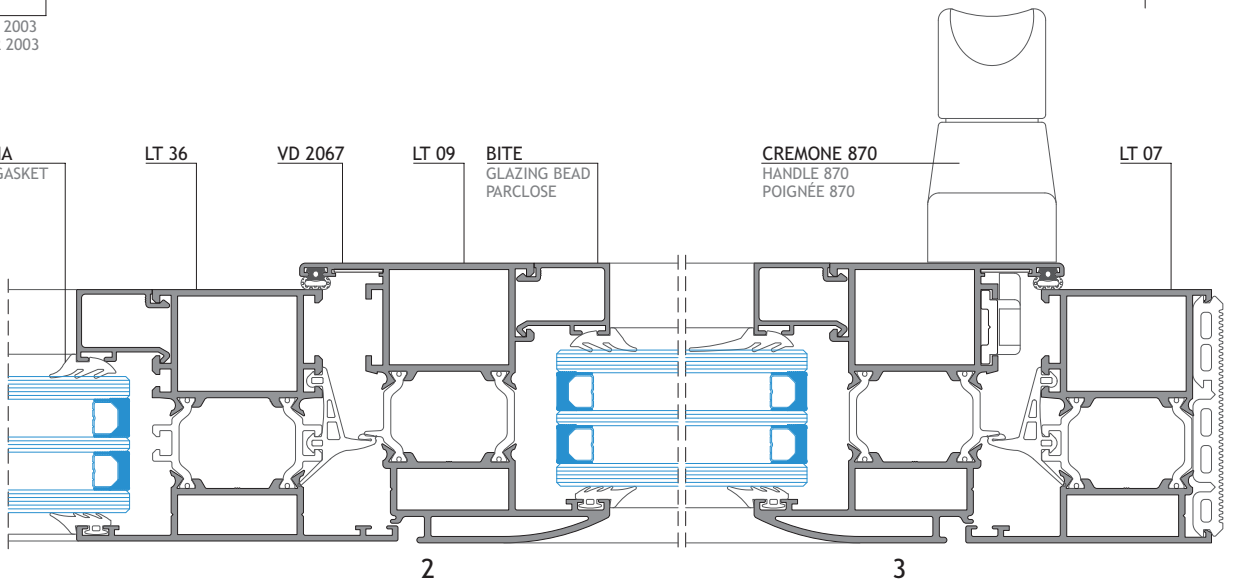 2003
2003
LT 36
VD 2067
LT 09
BITE
GLAZING BEAD
PARCLOSE
CREMONE 870
HANDLE 870
POIGNÉE 870
LT 07
GASKET
2
3